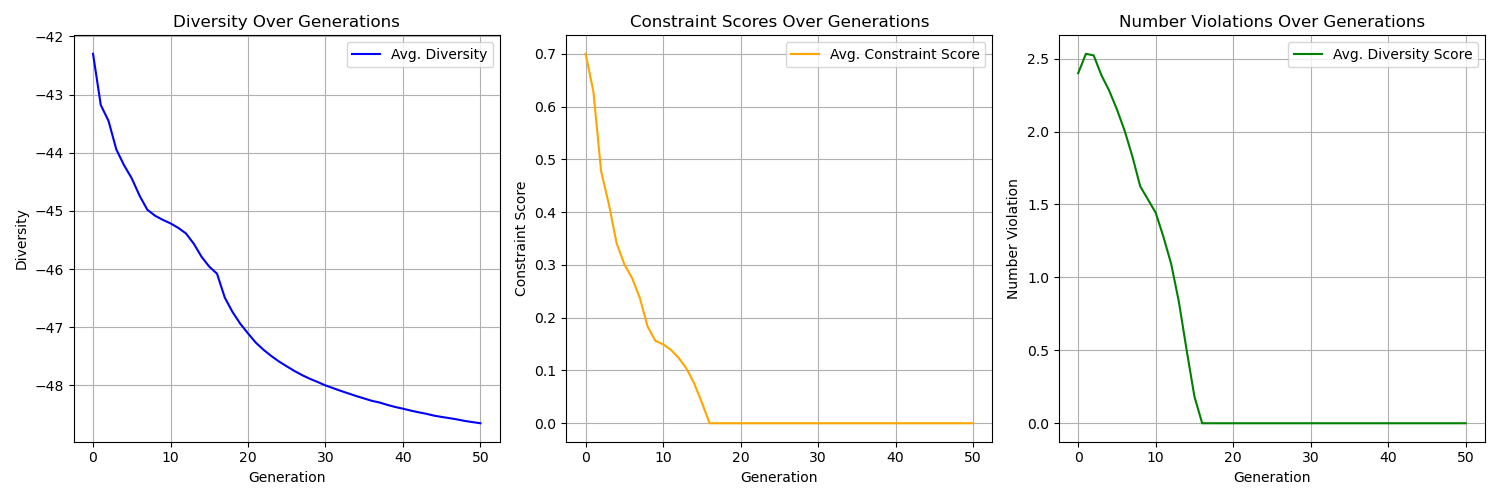 Diversity Over Generations
Avg. Diversity
Diversity
−42
−43
−44
−45
−46
−47
−48
0 10 20 30 40 50
Generation
Constraint Scores Over Generations
Avg. Constraint Score
Constraint Score
0.7
0.6
0.5
0.4
0.3
0.2
0.1
0.0
0 10 20 30 40 50
Generation
Number Violations Over Generations
Avg. Diversity Score
Number Violation
2.5
2.0
1.5
1.0
0.5
0.0
0 10 20 30 40 50
Generation